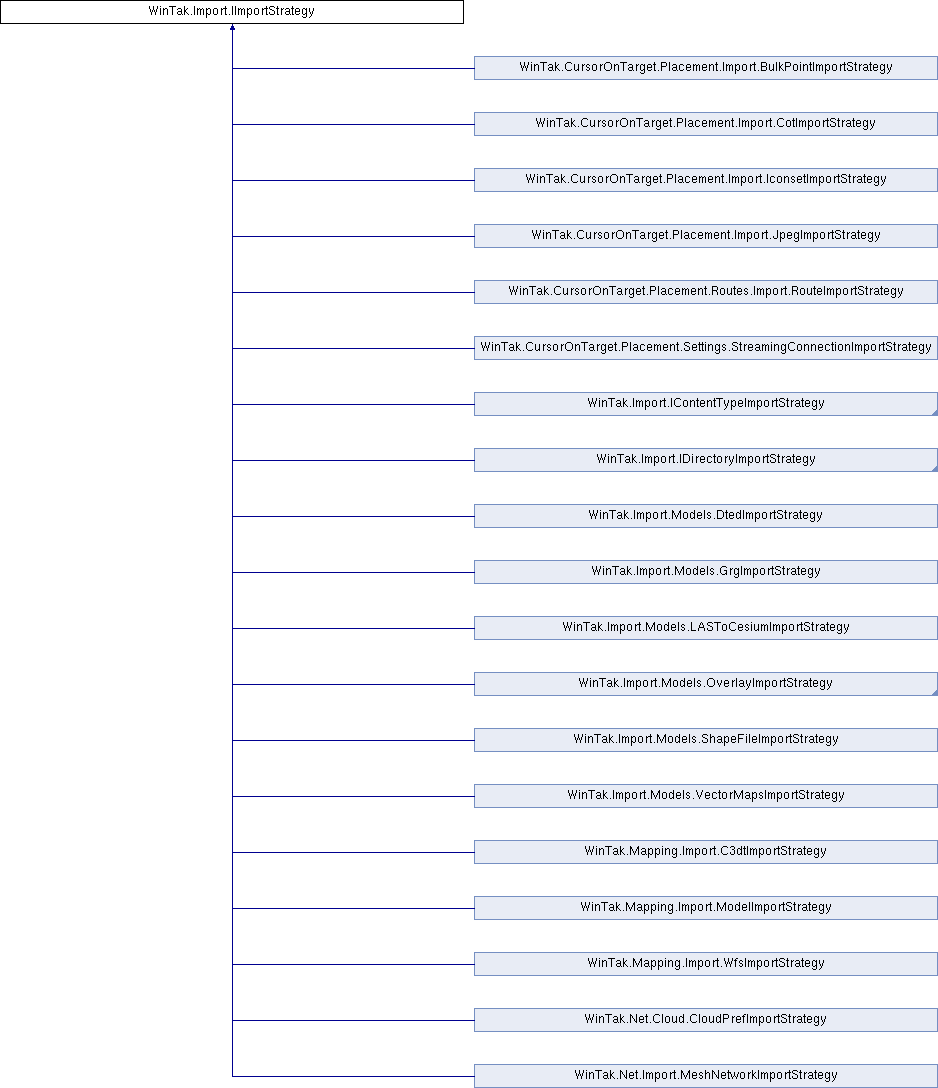 WinTak.Import.IImportStrategy
WinTak.CursorOnTarget.Placement.Import.BulkPointImportStrategy
WinTak.CursorOnTarget.Placement.Import.CotImportStrategy
WinTak.CursorOnTarget.Placement.Import.IconsetImportStrategy
WinTak.CursorOnTarget.Placement.Import.JpegImportStrategy
WinTak.CursorOnTarget.Placement.Routes.Import.RouteImportStrategy
WinTak.CursorOnTarget.Placement.Settings.StreamingConnectionImportStrategy
WinTak.Import.IContentTypeImportStrategy
WinTak.Import.IDirectoryImportStrategy
WinTak.Import.Models.DtedImportStrategy
WinTak.Import.Models.GrgImportStrategy
WinTak.Import.Models.LASToCesiumImportStrategy
WinTak.Import.Models.OverlayImportStrategy
WinTak.Import.Models.ShapeFileImportStrategy
WinTak.Import.Models.VectorMapsImportStrategy
WinTak.Mapping.Import.C3dtImportStrategy
WinTak.Mapping.Import.ModelImportStrategy
WinTak.Mapping.Import.WfsImportStrategy
WinTak.Net.Cloud.CloudPrefImportStrategy
WinTak.Net.Import.MeshNetworkImportStrategy